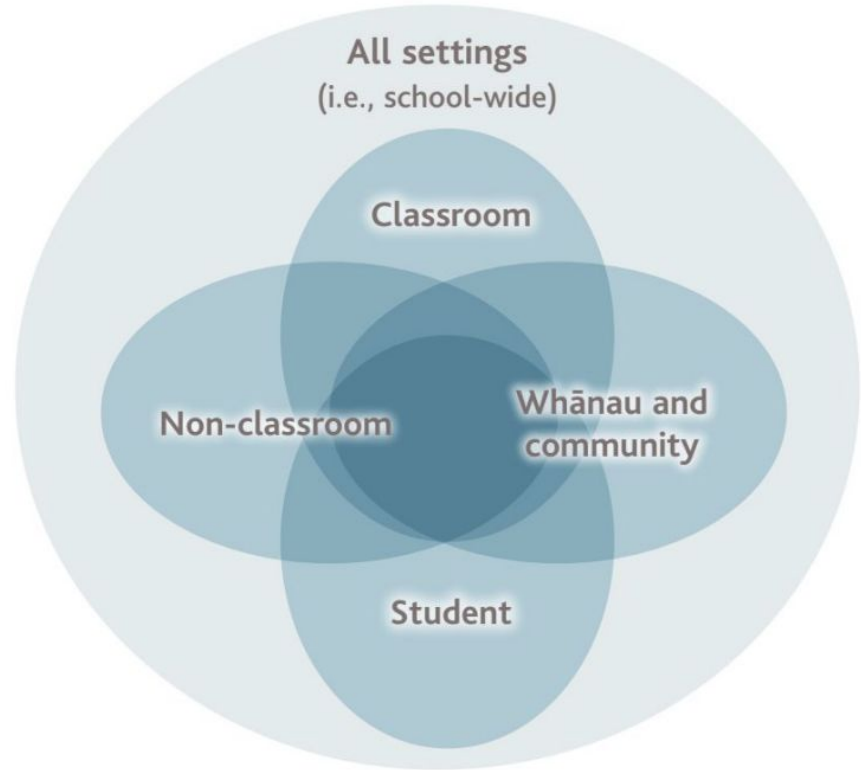 All settings
(i.e., school-wide)
Classroom
Non-classroom
Whānau and
community
Student